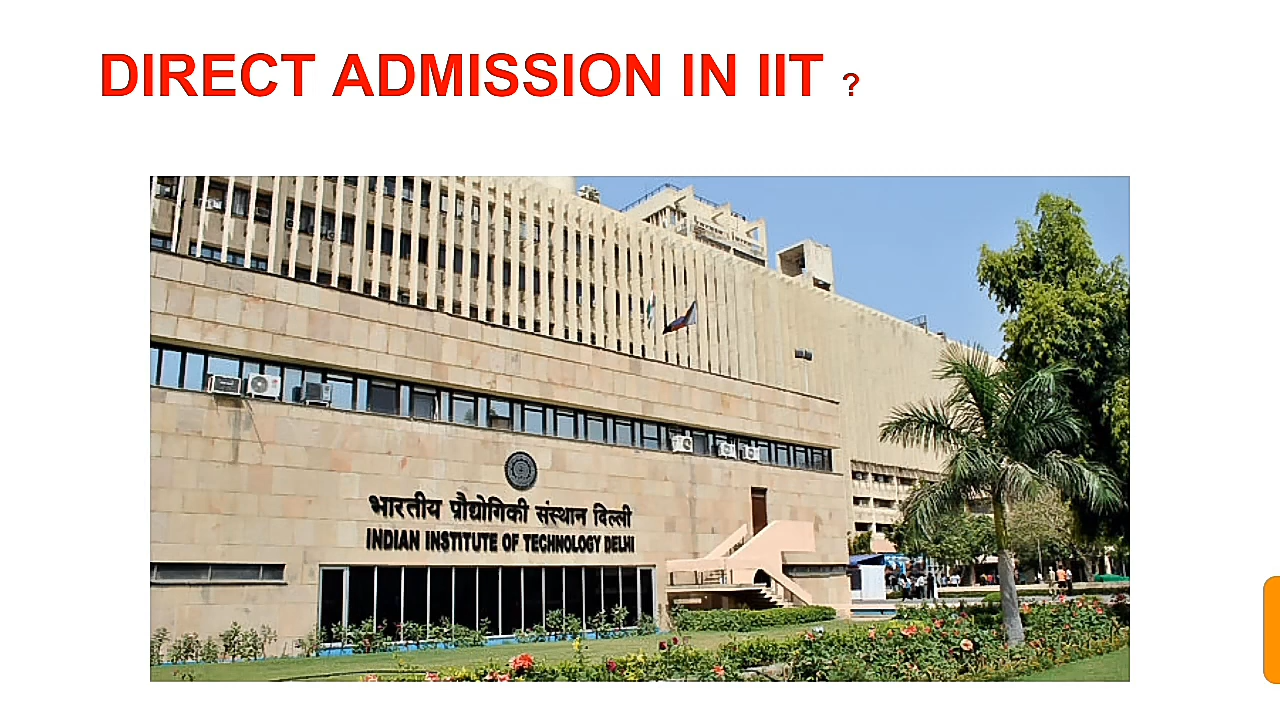 DIRECT ADMISSION IN IIT ?
भारतीय प्रौद्योगिकी संस्थान दिल्ली
INDIAN INSTITUTE OF TECHNOLOGY DELHI